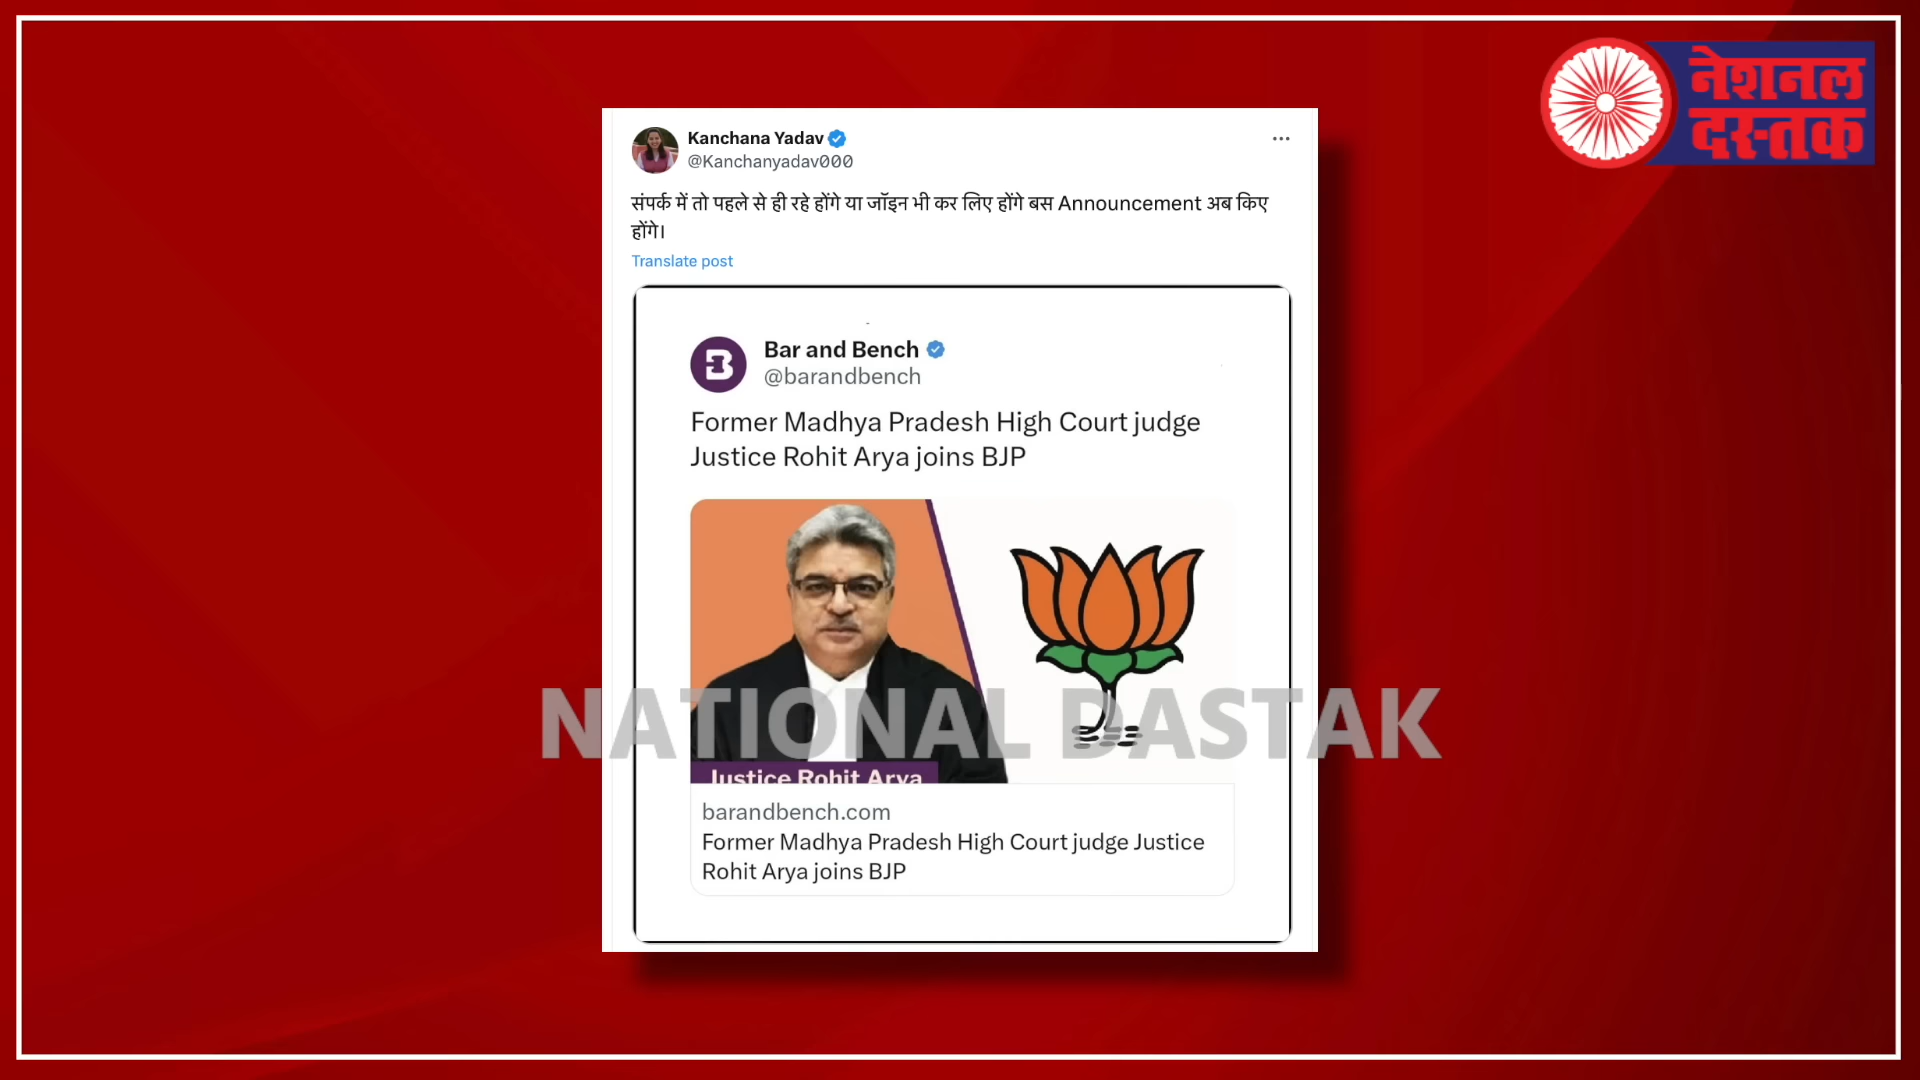 नेशनल
दस्तक
Kanchana Yadav
@Kanchanyadav000
संपर्क में तो पहले से ही रहे होंगे या जॉइन भी कर लिए होंगे बस Announcement अब किए
होंगे।
Translate post
B
Bar and Bench
@barandbench
Former Madhya Pradesh High Court judge
Justice Rohit Arya joins BJP
NATIONAL DASTAK
Justice Rohit Arya
barandbench.com
Former Madhya Pradesh High Court judge Justice
Rohit Arya joins BJP